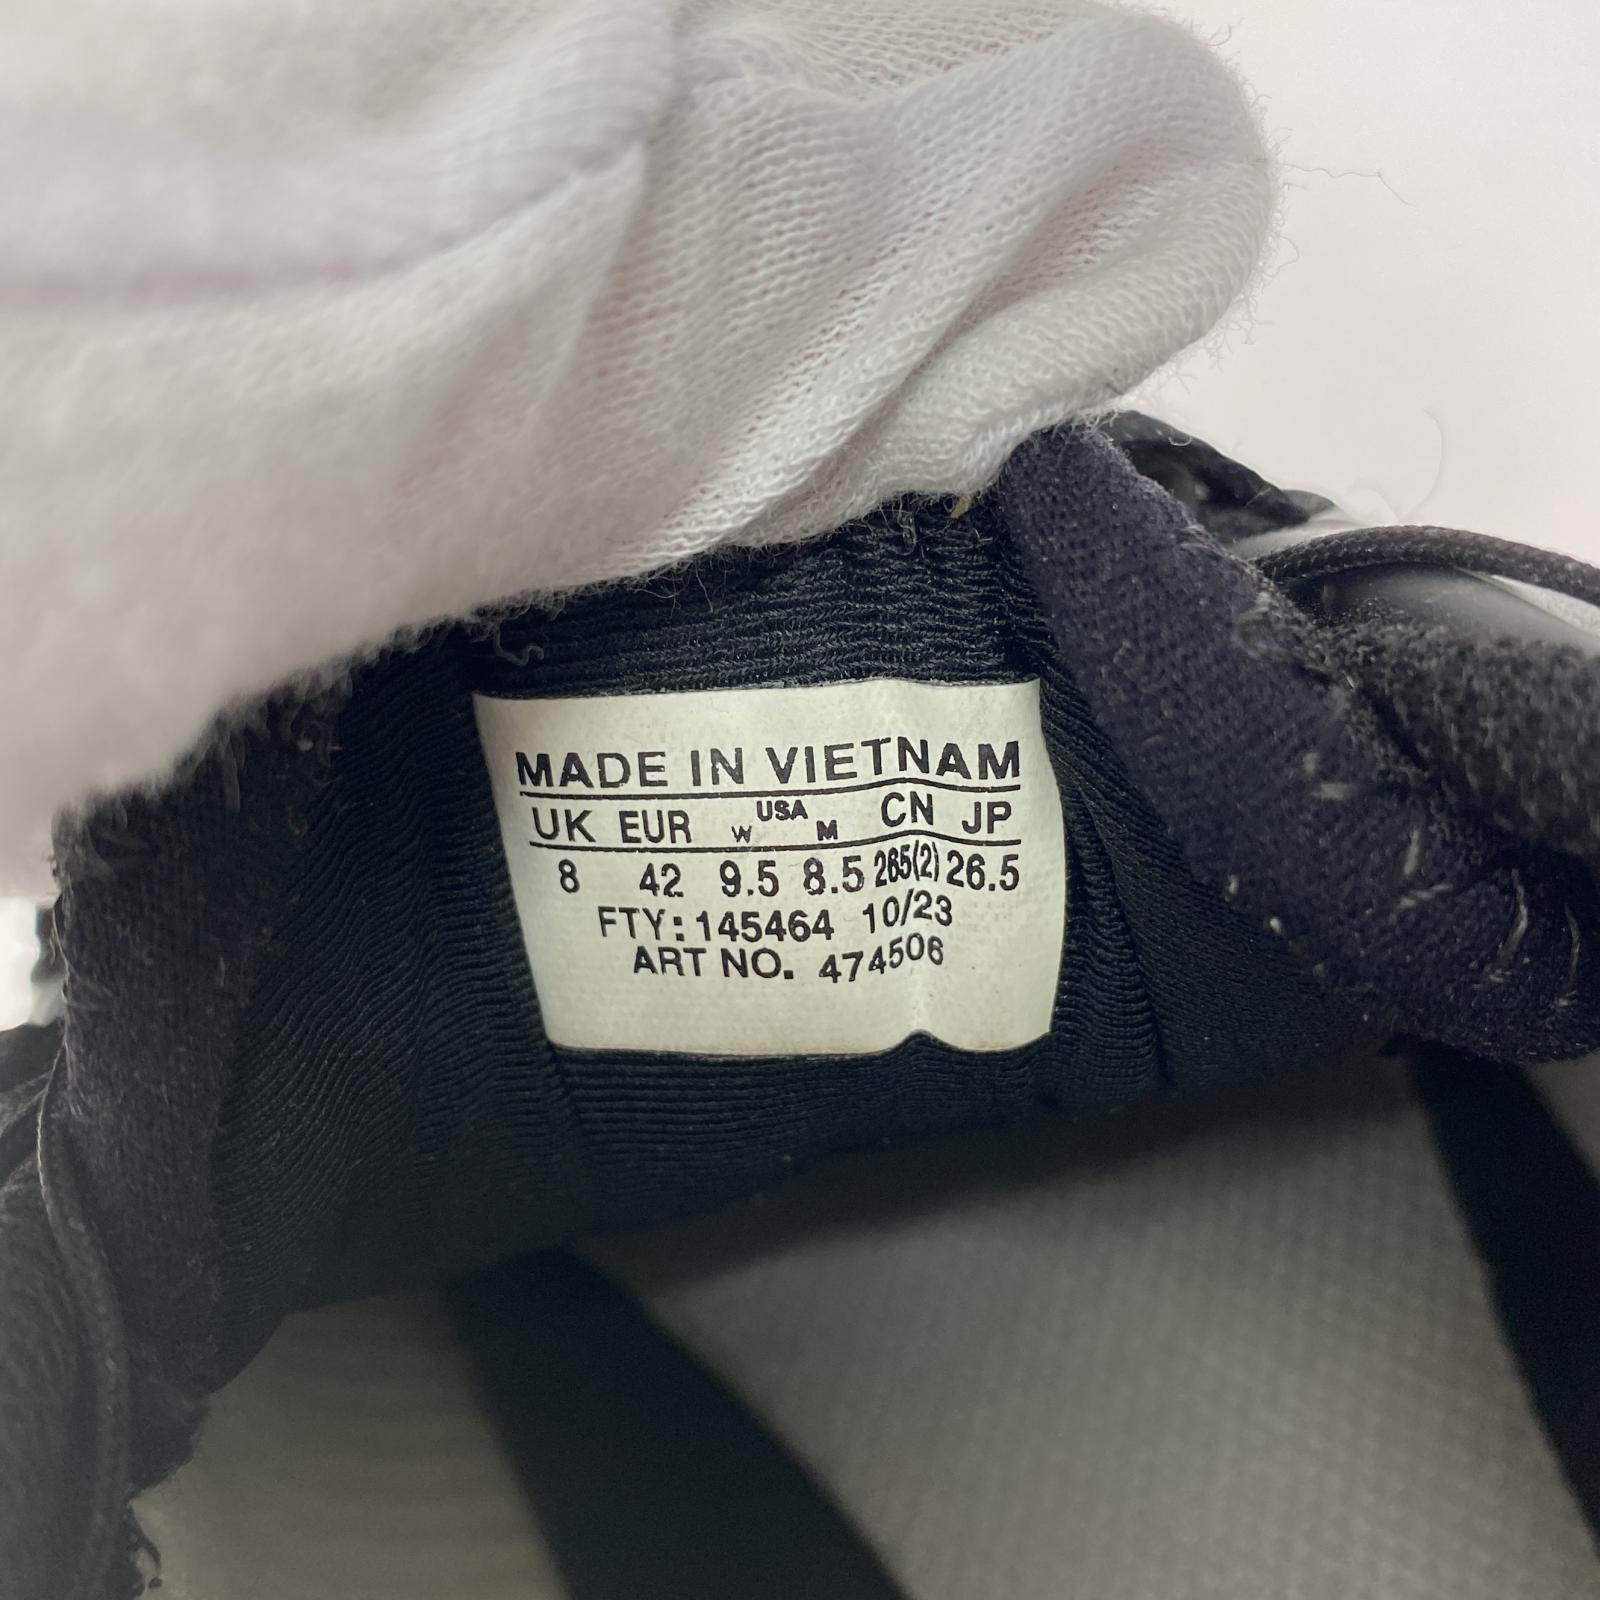 MADE IN VIETNAM
UK EUR W USA M CN JP
8 42 9.5 8.5 265(2) 26.5
FTY: 145464 10/23
ART NO. 474506